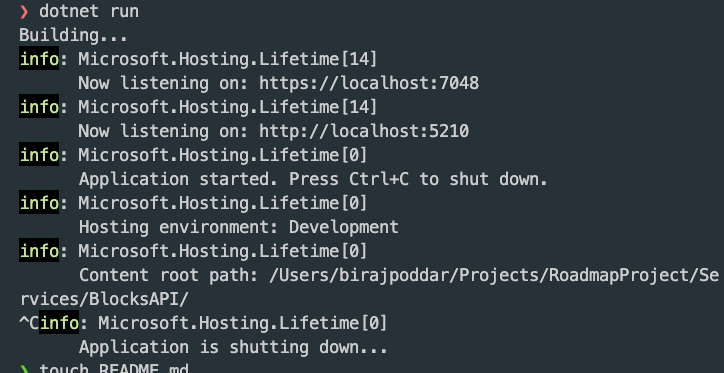 ❯ dotnet run
Building...
info: Microsoft.Hosting.Lifetime[14]
      Now listening on: https://localhost:7048
info: Microsoft.Hosting.Lifetime[14]
      Now listening on: http://localhost:5210
info: Microsoft.Hosting.Lifetime[0]
      Application started. Press Ctrl+C to shut down.
info: Microsoft.Hosting.Lifetime[0]
      Hosting environment: Development
info: Microsoft.Hosting.Lifetime[0]
      Content root path: /Users/birajpoddar/Projects/RoadmapProject/Se
rvices/BlocksAPI/
^Cinfo: Microsoft.Hosting.Lifetime[0]
      Application is shutting down...
❯ touch README.md